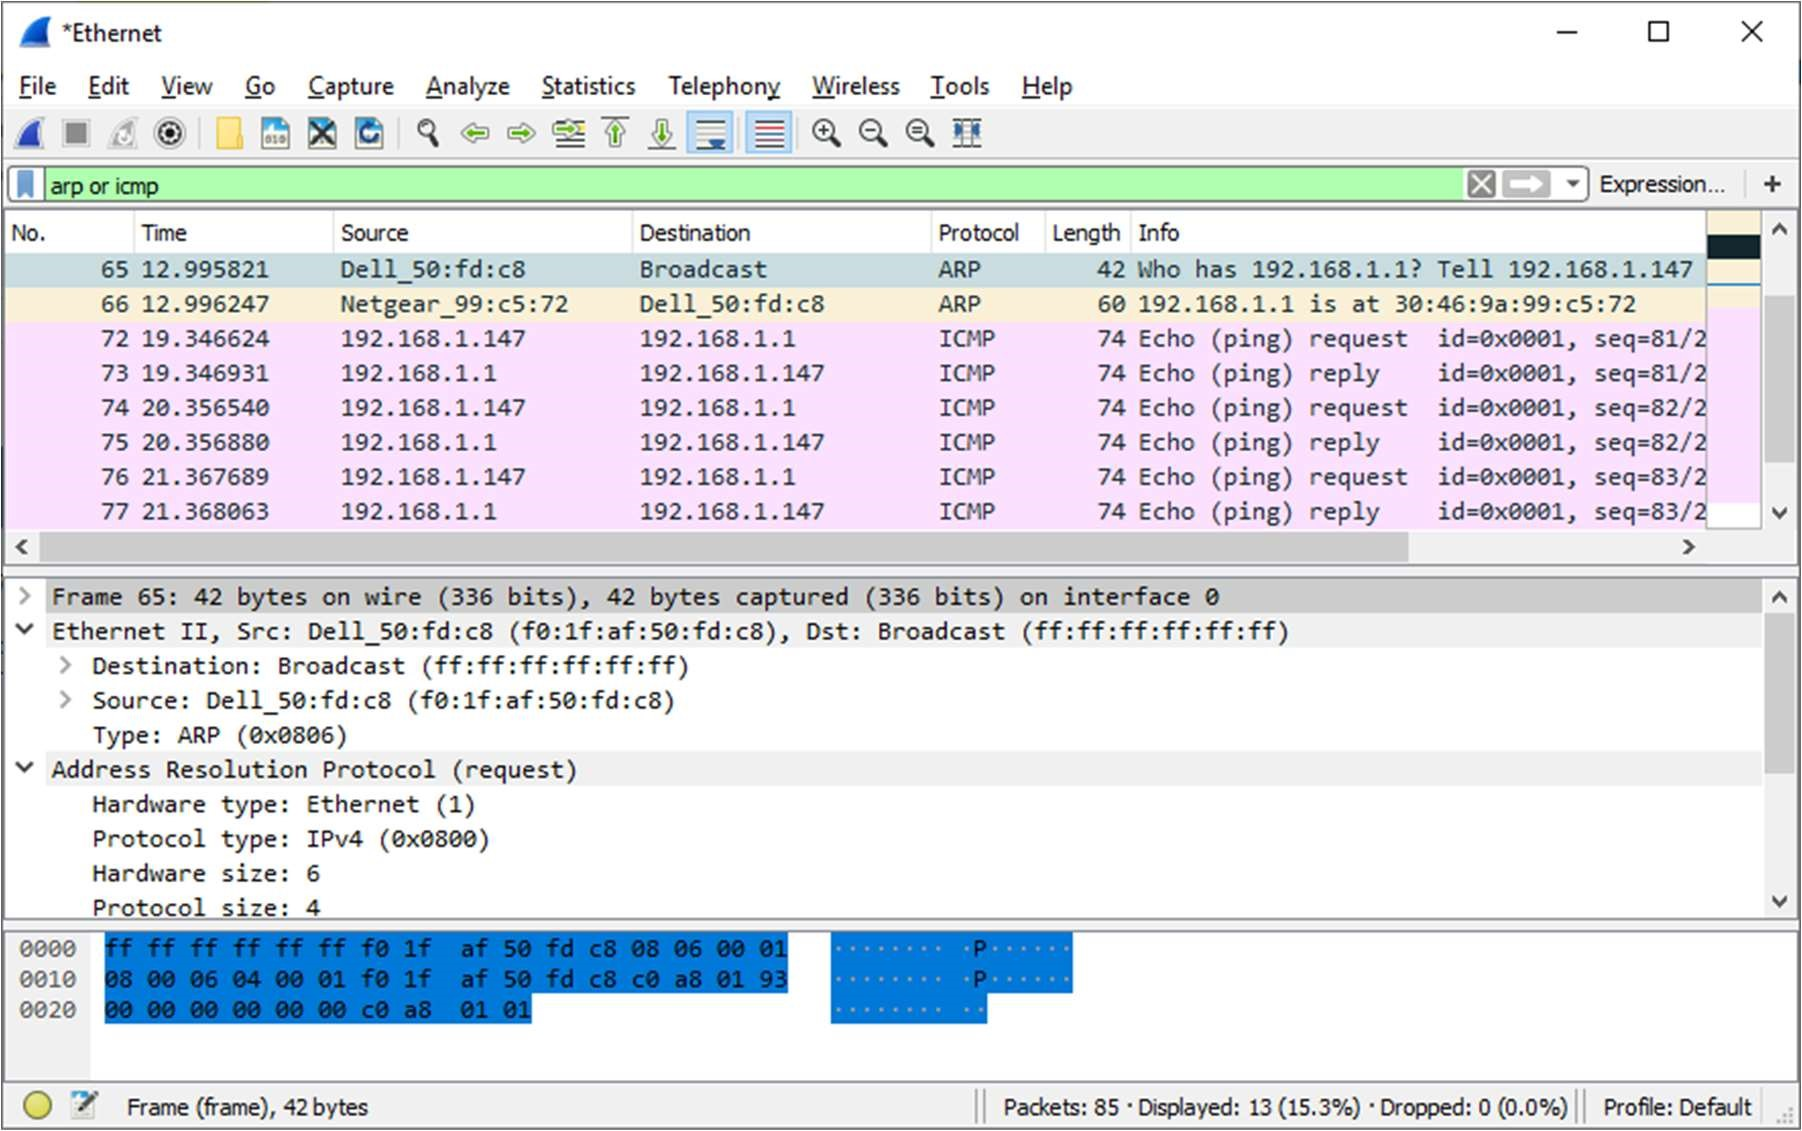 *Ethernet
File Edit View Go Capture Analyze Statistics Telephony Wireless Tools Help
arp or icmp Expression... +
No. Time Source Destination Protocol Length Info
65 12.995821 Dell_50:fd:c8 Broadcast ARP 42 Who has 192.168.1.1? Tell 192.168.1.147
66 12.996247 Netgear_99:c5:72 Dell_50:fd:c8 ARP 60 192.168.1.1 is at 30:46:9a:99:c5:72
72 19.346624 192.168.1.147 192.168.1.1 ICMP 74 Echo (ping) request id=0x0001, seq=81/2
73 19.346931 192.168.1.1 192.168.1.147 ICMP 74 Echo (ping) reply id=0x0001, seq=81/2
74 20.356540 192.168.1.147 192.168.1.1 ICMP 74 Echo (ping) request id=0x0001, seq=82/2
75 20.356880 192.168.1.1 192.168.1.147 ICMP 74 Echo (ping) reply id=0x0001, seq=82/2
76 21.367689 192.168.1.147 192.168.1.1 ICMP 74 Echo (ping) request id=0x0001, seq=83/2
77 21.368063 192.168.1.1 192.168.1.147 ICMP 74 Echo (ping) reply id=0x0001, seq=83/2
Frame 65: 42 bytes on wire (336 bits), 42 bytes captured (336 bits) on interface 0
Ethernet II, Src: Dell_50:fd:c8 (f0:1f:af:50:fd:c8), Dst: Broadcast (ff:ff:ff:ff:ff:ff)
Destination: Broadcast (ff:ff:ff:ff:ff:ff)
Source: Dell_50:fd:c8 (f0:1f:af:50:fd:c8)
Type: ARP (0x0806)
Address Resolution Protocol (request)
Hardware type: Ethernet (1)
Protocol type: IPv4 (0x0800)
Hardware size: 6
Protocol size: 4
0000 ff ff ff ff ff ff f0 1f af 50 fd c8 08 06 00 01 ········ ·P······
0010 08 00 06 04 00 01 f0 1f af 50 fd c8 c0 a8 01 93 ········ ·P······
0020 00 00 00 00 00 00 c0 a8 01 01 ········ ··
Frame (frame), 42 bytes Packets: 85 · Displayed: 13 (15.3%) · Dropped: 0 (0.0%) Profile: Default